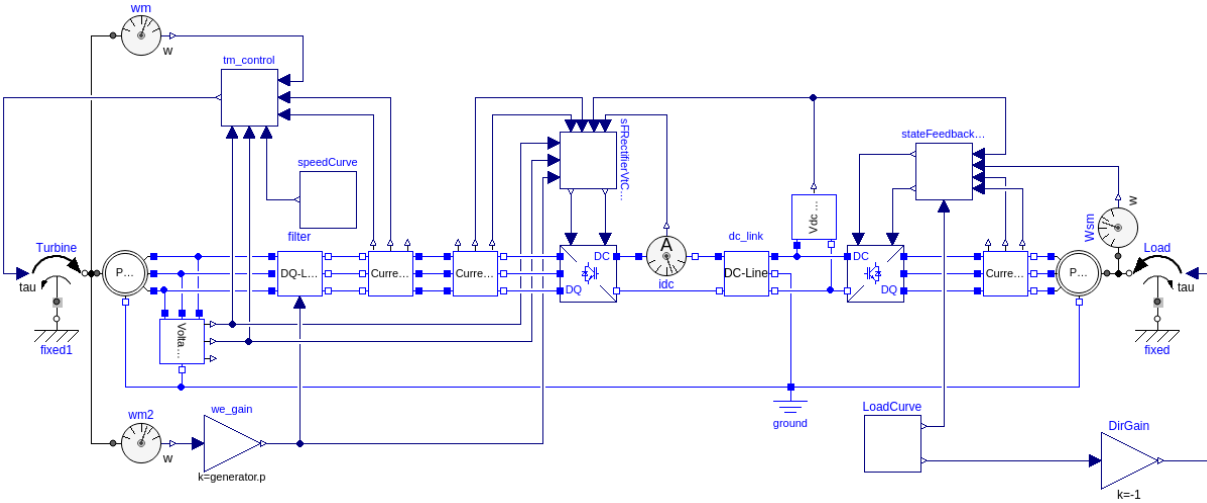 wm
w
tm_control
speedCurve
filter
sFRectifierVtC...
stateFeedback...
Vdc ...
w
Wsm
Turbine
tau
fixed1
P...
DQ-L...
Curre...
Curre...
DC
DQ
A
idc
dc_link
DC-Line
DC
DQ
Curre...
P...
Load
tau
fixed
Volta...
ground
wm2
w
we_gain
k=generator.p
LoadCurve
DirGain
k=-1